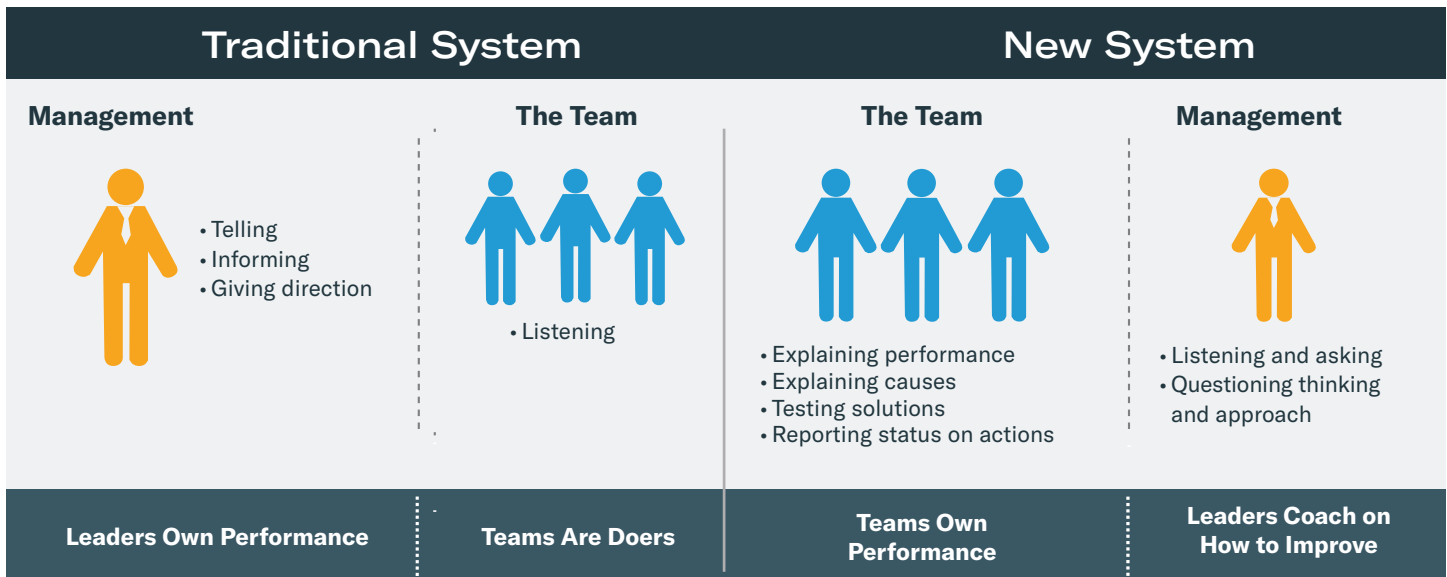 Traditional System
New System
Management
The Team
The Team
Management
• Telling
• Informing
• Giving direction
• Listening
• Explaining performance
• Explaining causes
• Testing solutions
• Reporting status on actions
• Listening and asking
• Questioning thinking
and approach
Leaders Own Performance
Teams Are Doers
Teams Own
Performance
Leaders Coach on
How to Improve